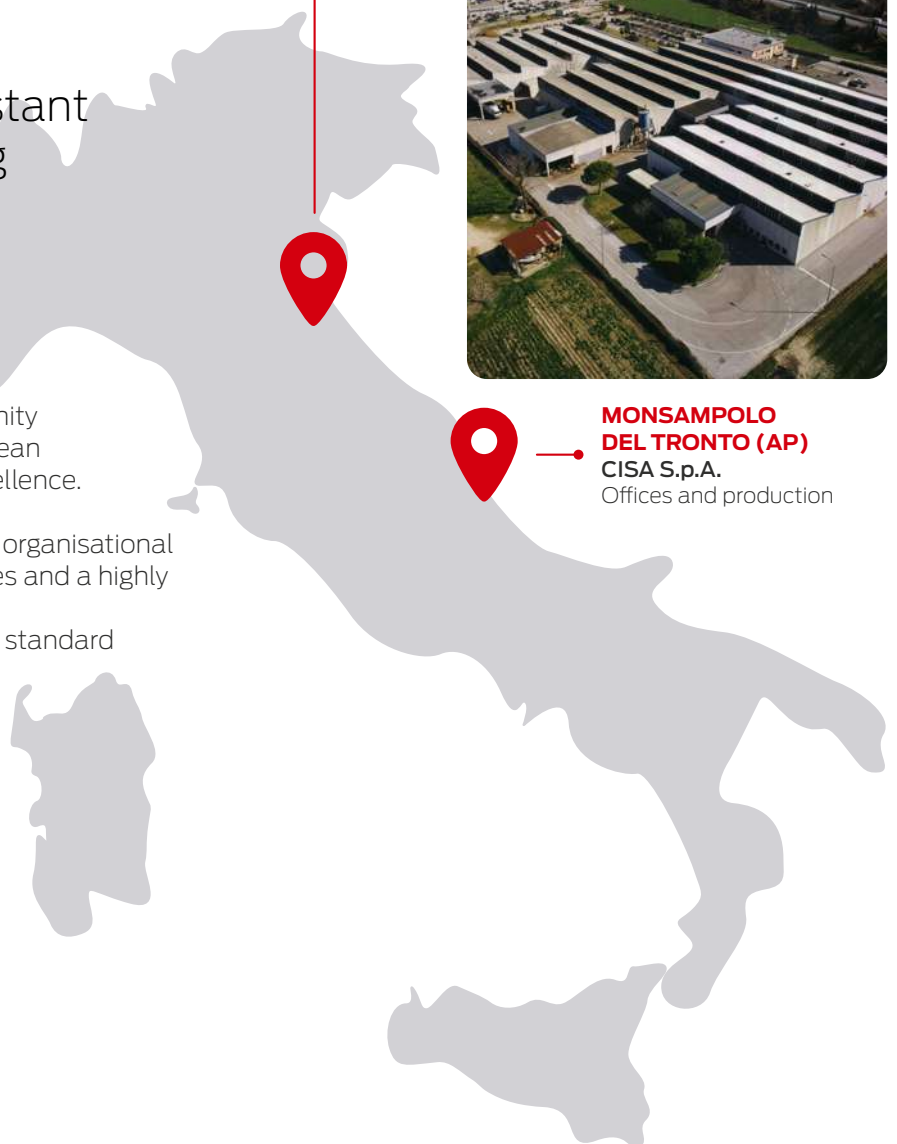 stant
g
nity
ean
ellence.
organisational
es and a highly
standard
MONSAMPOLO
DEL TRONTO (AP)
CISA S.p.A.
Offices and production